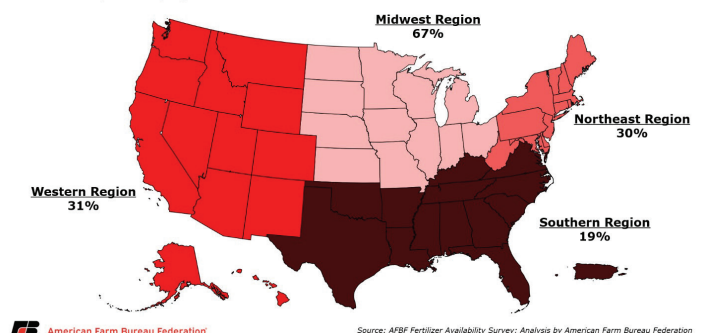 Midwest Region
67%
Northeast Region
30%
Western Region
31%
Southern Region
19%
FB
American Farm Bureau Federation®
Source: AFBF Fertilizer Availability Survey; Analysis by American Farm Bureau Federation